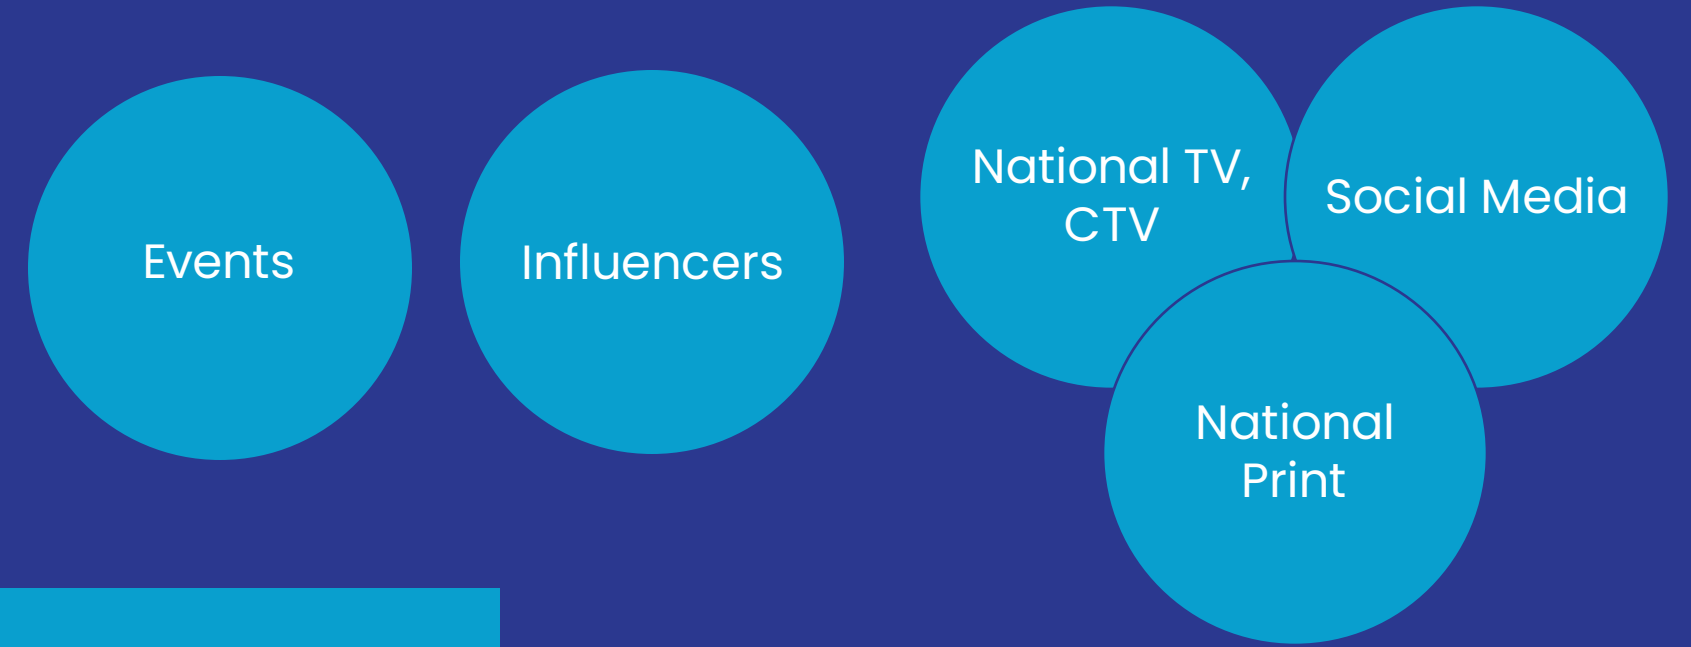 Events
Influencers
National TV,
CTV
Social Media
National
Print